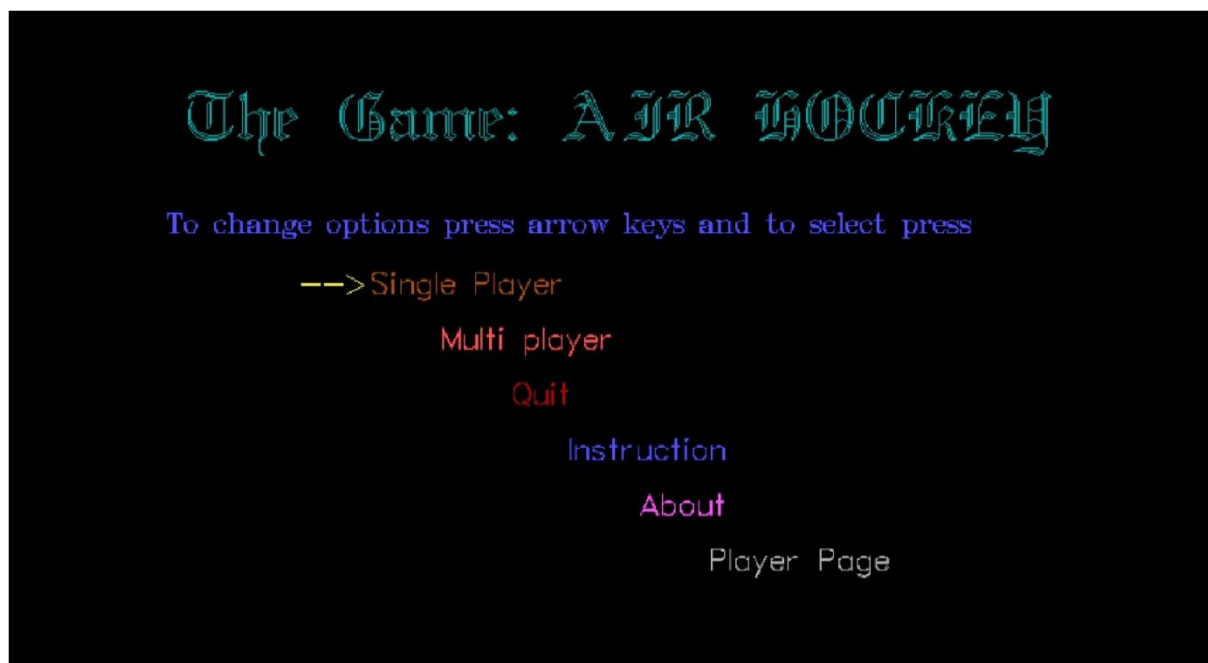 The Game: AIR HOCKEY
To change options press arrow keys and to select press
-->Single Player
Multi player
Quit
Instruction
About
Player Page